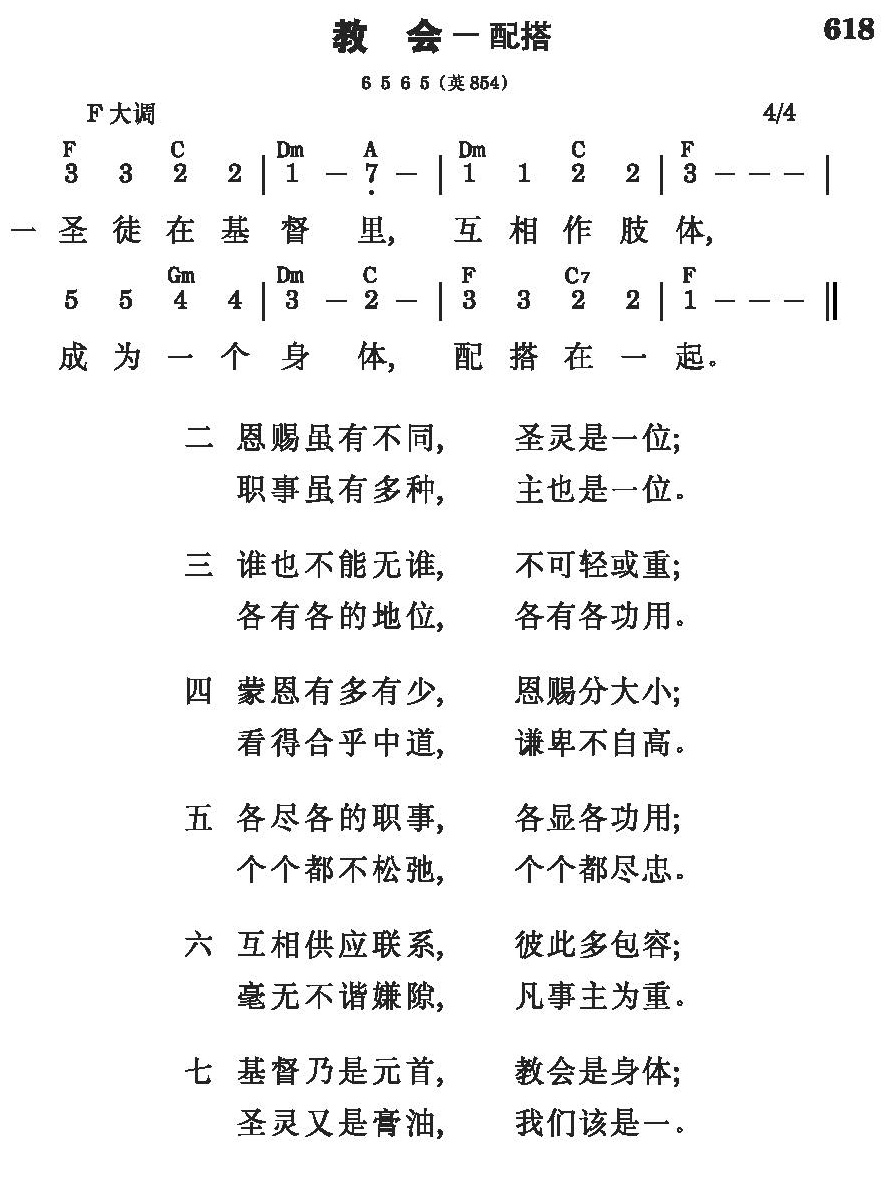 教 会 － 配搭 618
6 5 6 5 (英854)
F 大调 4/4
F C Dm A Dm C F
3 3 2 2 | 1 － 7̣ － | 1 1 2 2 | 3 － － － |
一 圣 徒 在 基 督 里, 互 相 作 肢 体,
Gm Dm C F C7 F
5 5 4 4 | 3 － 2 － | 3 3 2 2 | 1 － － － ‖
成 为 一 个 身 体, 配 搭 在 一 起。
二 恩赐虽有不同, 圣灵是一位;
职事虽有多种, 主也是一位。
三 谁也不能无谁, 不可轻或重;
各有各的地位, 各有各功用。
四 蒙恩有多有少, 恩赐分大小;
看得合乎中道, 谦卑不自高。
五 各尽各的职事, 各显各功用;
个个都不松弛, 个个都尽忠。
六 互相供应联系, 彼此多包容;
毫无不谐嫌隙, 凡事主为重。
七 基督乃是元首, 教会是身体;
圣灵又是膏油, 我们该是一。